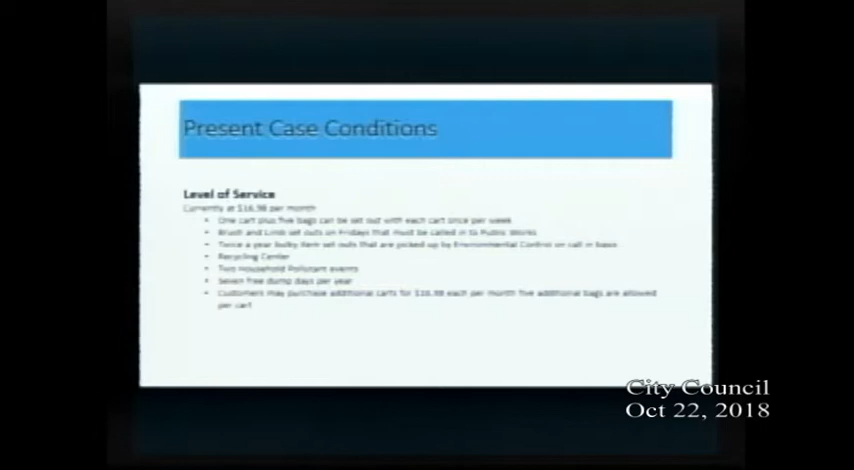 Present Case Conditions
Level of Service
Currently at $16.98 per month
• One cart plus five bags can be set out with each cart once per week
• Brush and Limb set outs on Fridays that must be called in to Public Works
• Twice a year bulky item set outs that are picked up by Environmental Control on call in basis
• Recycling Center
• Two Household Pollutant events
• Seven free dump days per year
• Customers may purchase additional carts for $16.98 each per month five additional bags are allowed
per cart
City Council
Oct 22, 2018